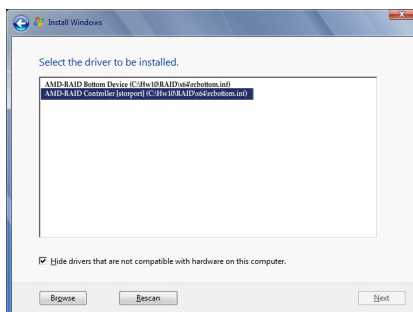 Install Windows
Select the driver to be installed.
AMD-RAID Bottom Device (C:\Hw10\RAID\x64\rcbottom.inf)
AMD-RAID Controller [storport] (C:\Hw10\RAID\x64\rcbottom.inf)
Hide drivers that are not compatible with hardware on this computer.
Browse Rescan Next